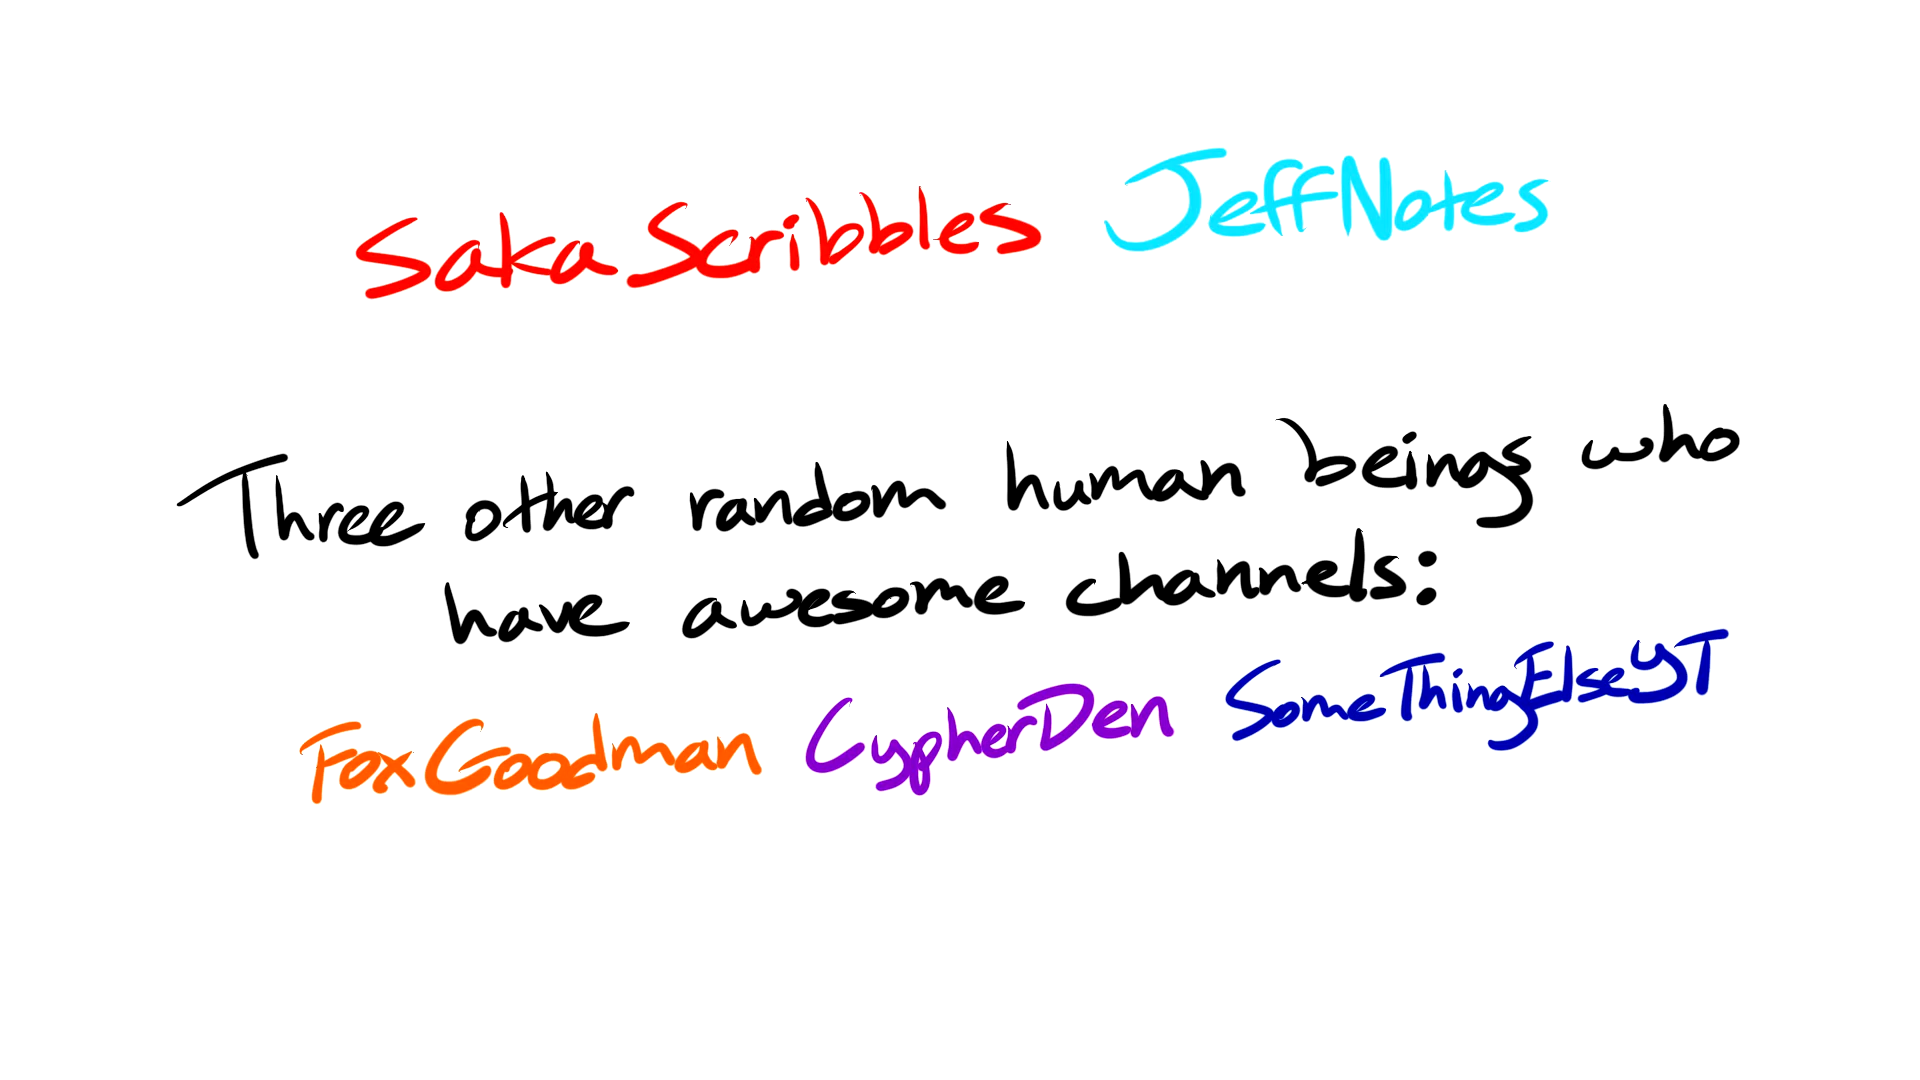 SakaScribbles JeffNotes
Three other random human beings who
have awesome channels:
FoxGoodman CypherDen SomeThingElseYT